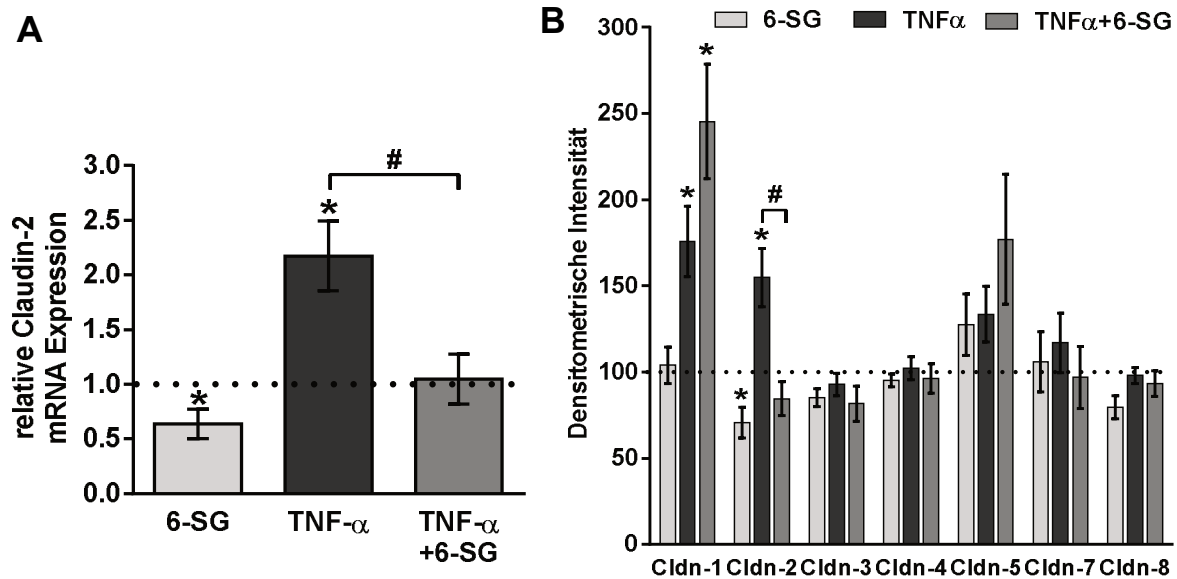 A
relative Claudin-2
mRNA Expression
3.0
2.5
2.0
1.5
1.0
0.5
0.0
#
*
*
6-SG
TNF-α
TNF-α
+6-SG
B
6-SG TNFα TNFα+6-SG
Densitometrische Intensität
300
250
200
150
100
50
0
*
*
*
*
#
Cldn-1 Cldn-2 Cldn-3 Cldn-4 Cldn-5 Cldn-7 Cldn-8